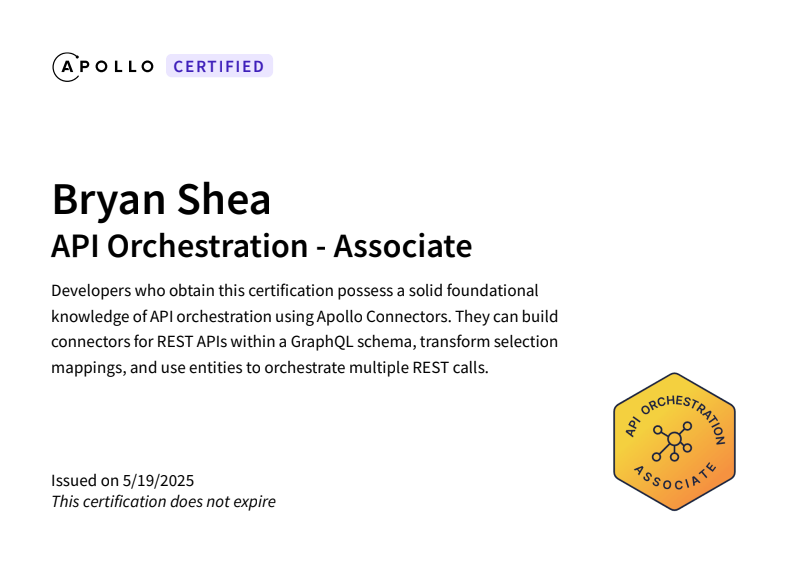 APOLLO CERTIFIED
Bryan Shea
API Orchestration - Associate
Developers who obtain this certification possess a solid foundational
knowledge of API orchestration using Apollo Connectors. They can build
connectors for REST APIs within a GraphQL schema, transform selection
mappings, and use entities to orchestrate multiple REST calls.
API ORCHESTRATION
ASSOCIATE
Issued on 5/19/2025
This certification does not expire